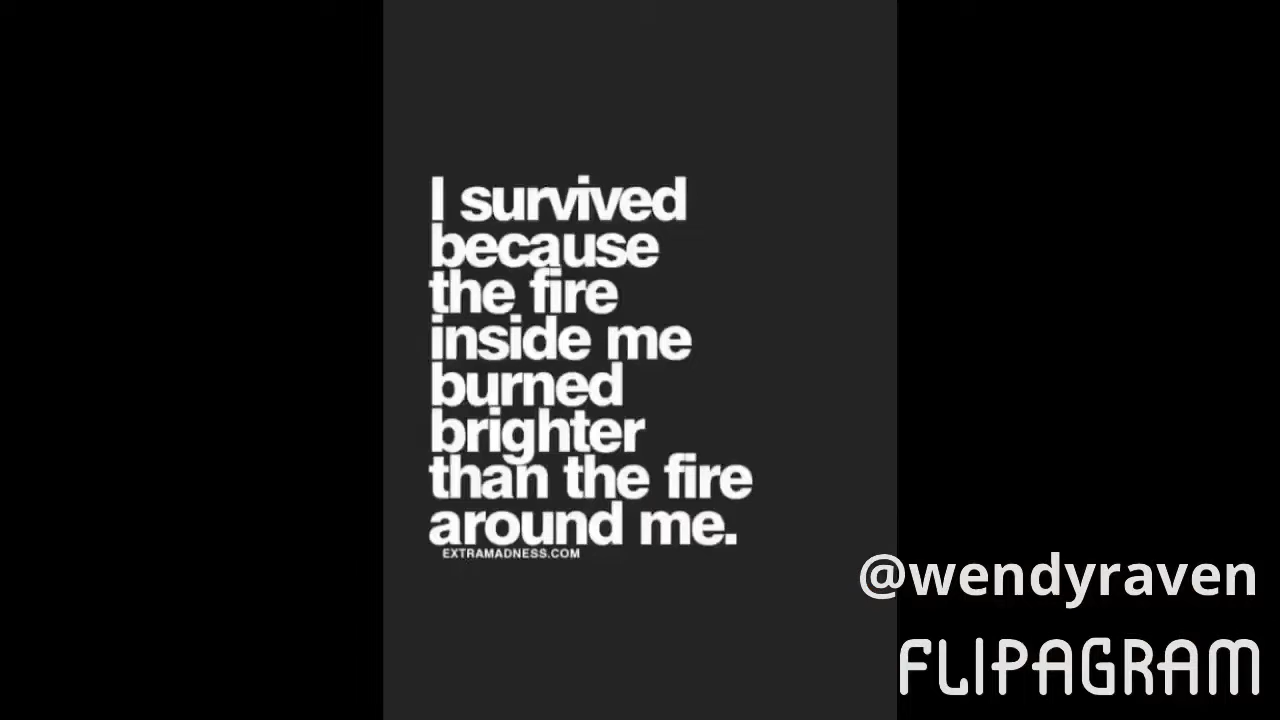 I survived
because
the fire
inside me
burned
brighter
than the fire
around me.
EXTRAMADNESS.COM
@wendyraven
FLIPAGRAM